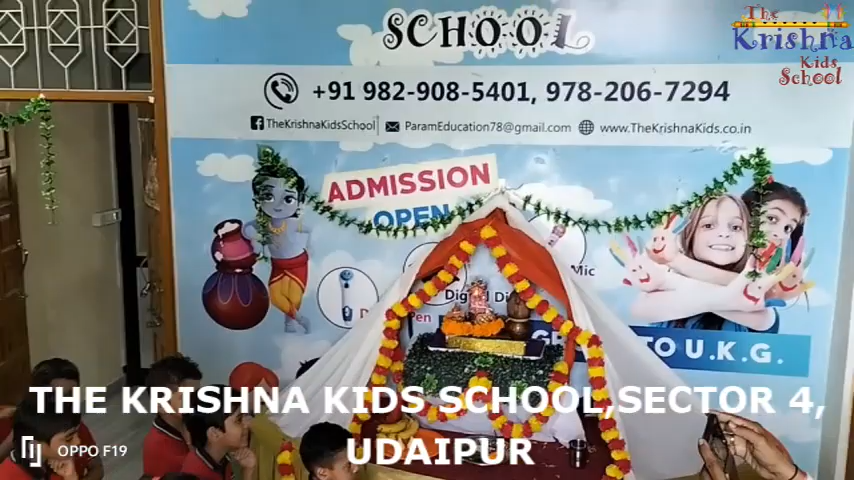 SCHOOL
The
Krishna
Kids
School
+91 982-908-5401, 978-206-7294
TheKrishnaKidsSchool ParamEducation78@gmail.com www.TheKrishnaKids.co.in
ADMISSION
OPEN
Mic
Pen
TO U.K.G.
THE KRISHNA KIDS SCHOOL,SECTOR 4,
UDAIPUR
OPPO F19